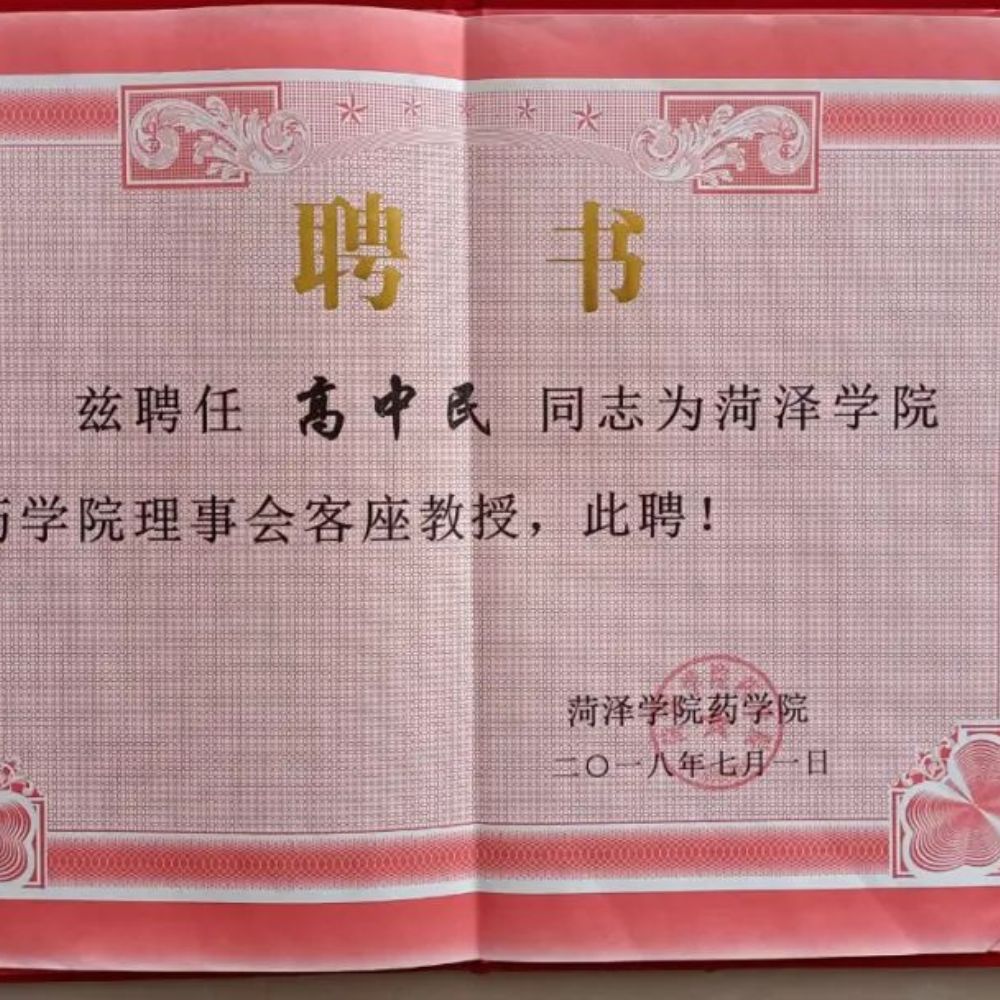 聘书
兹聘任 高中民 同志为菏泽学院
药学院理事会客座教授，此聘！
菏泽学院药学院
二〇一八年七月一日